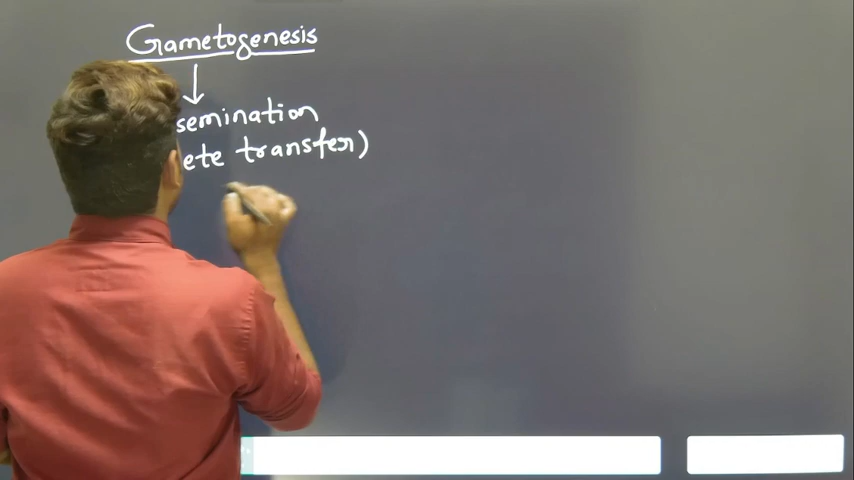 Gametogenesis
↓
semination
ete transfer)